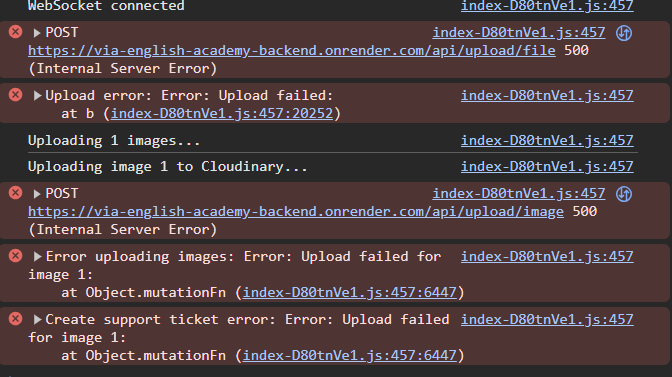 WebSocket connected index-D80tnVe1.js:457
▶POST index-D80tnVe1.js:457
https://via-english-academy-backend.onrender.com/api/upload/file 500
(Internal Server Error)
▶Upload error: Error: Upload failed: index-D80tnVe1.js:457
at b (index-D80tnVe1.js:457:20252)
Uploading 1 images... index-D80tnVe1.js:457
Uploading image 1 to Cloudinary... index-D80tnVe1.js:457
▶POST index-D80tnVe1.js:457
https://via-english-academy-backend.onrender.com/api/upload/image 500
(Internal Server Error)
▶Error uploading images: Error: Upload failed for index-D80tnVe1.js:457
image 1:
at Object.mutationFn (index-D80tnVe1.js:457:6447)
▶Create support ticket error: Error: Upload failed index-D80tnVe1.js:457
for image 1:
at Object.mutationFn (index-D80tnVe1.js:457:6447)